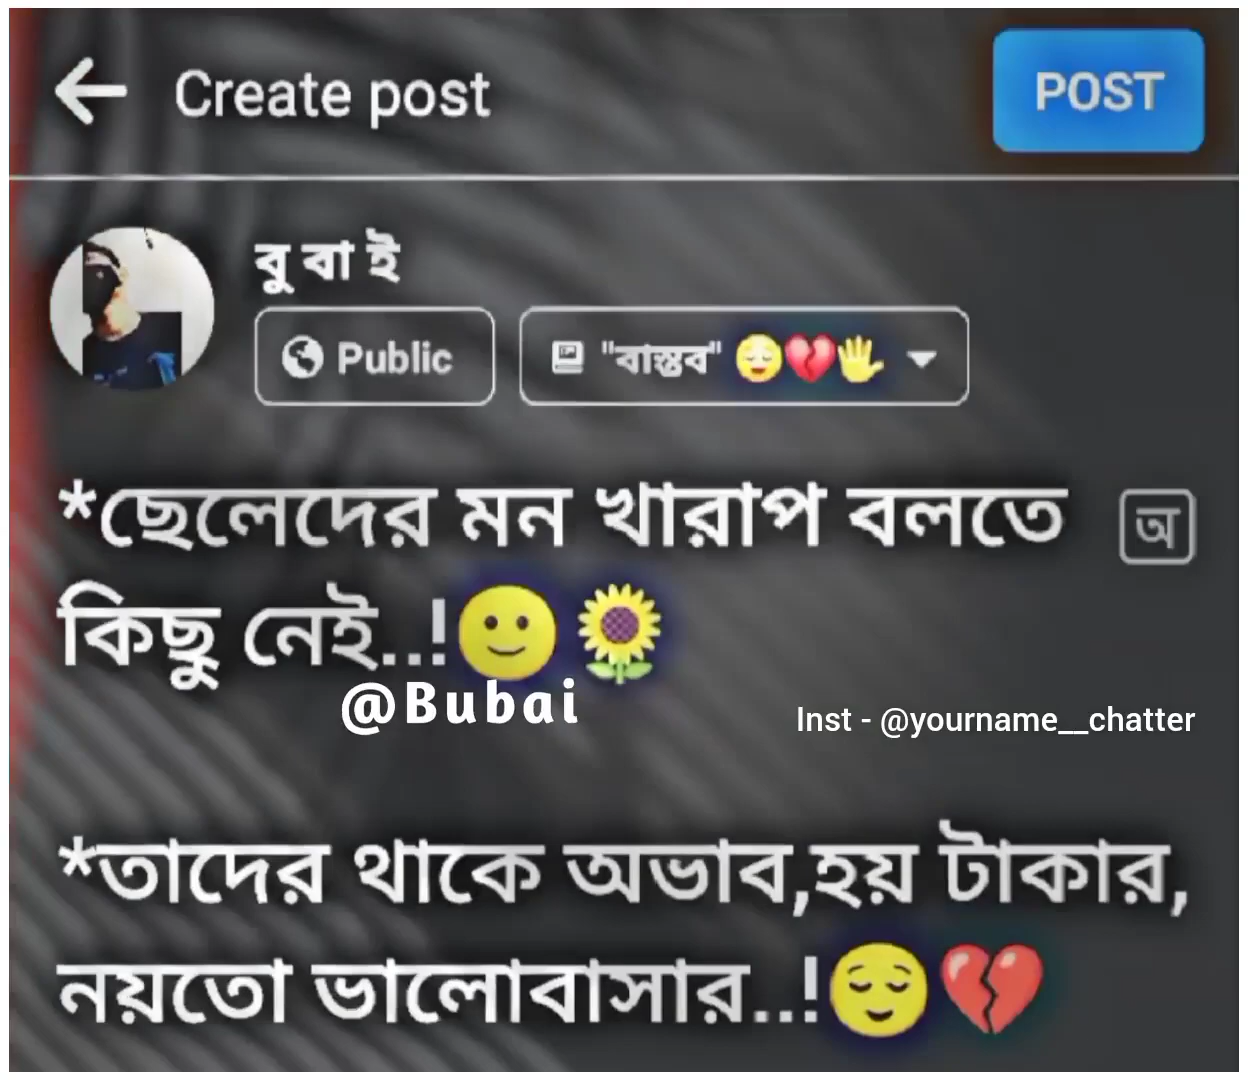 ← Create post
POST
বু বা ই
Public
"বাস্তব" 😌💔🖐
*ছেলেদের মন খারাপ বলতে
অ
কিছু নেই..!🙂🌻
@Bubai
Inst - @yourname__chatter
*তাদের থাকে অভাব,হয় টাকার,
নয়তো ভালোবাসার..!😌💔